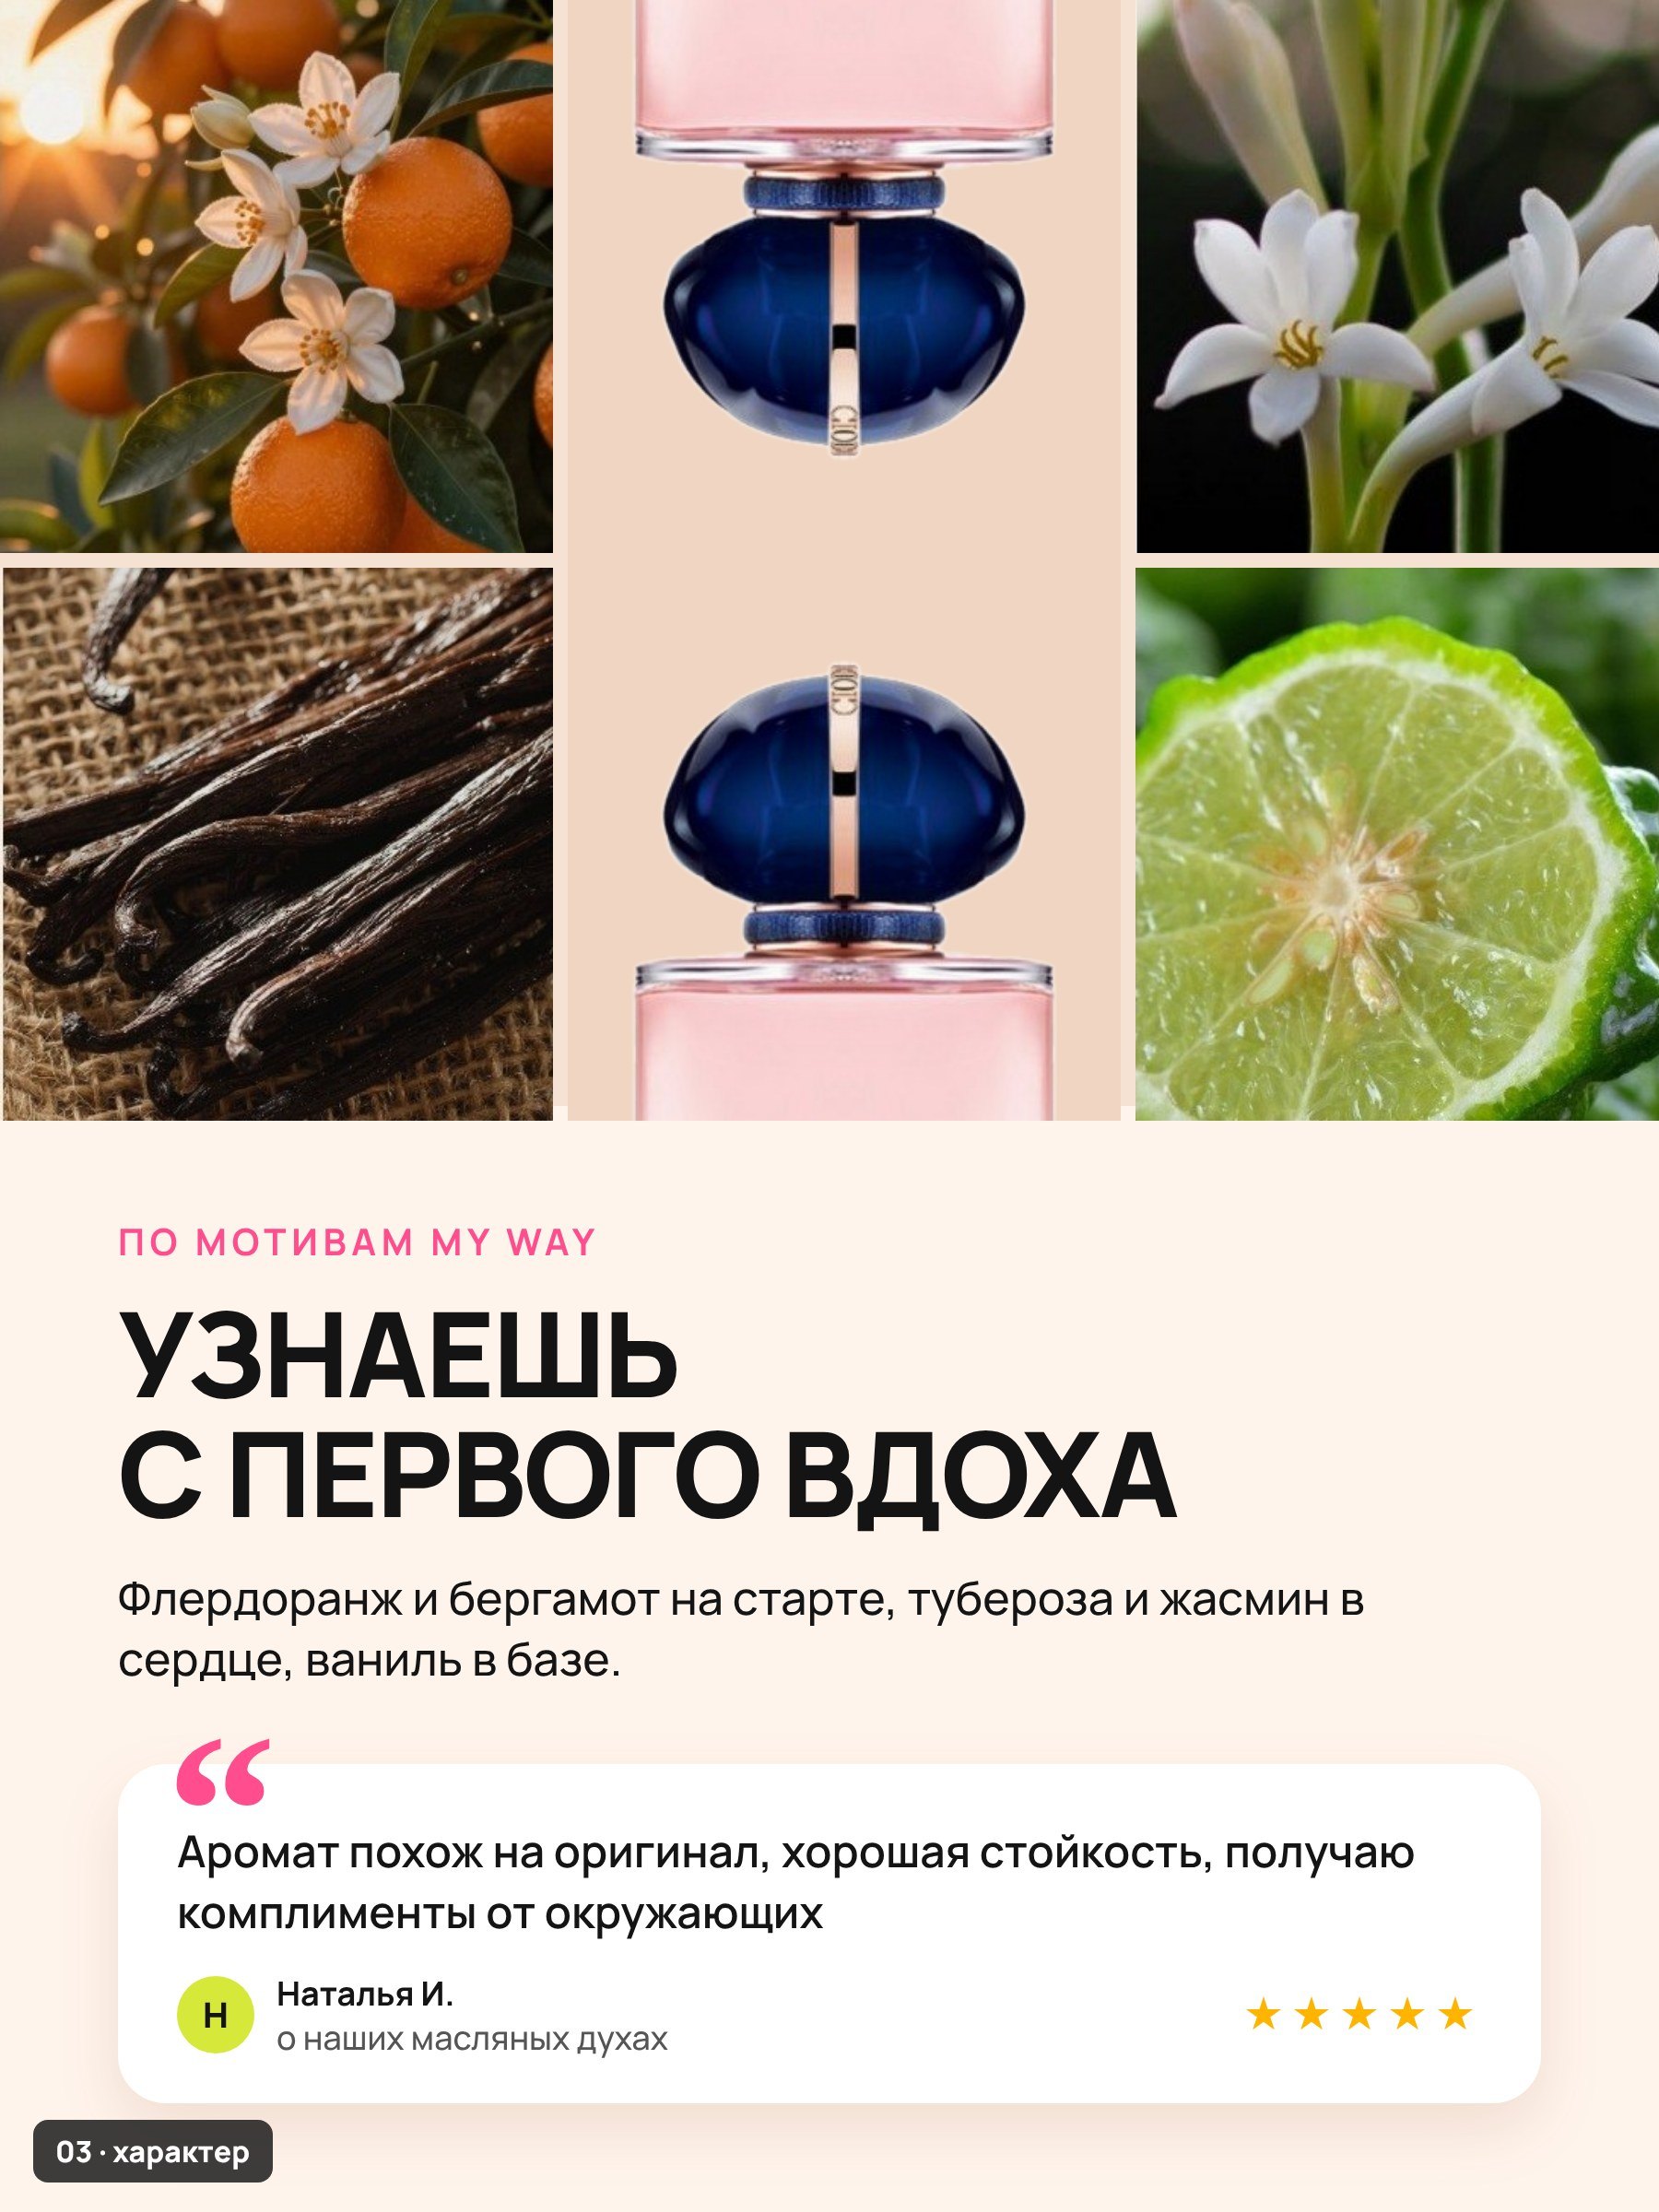 ПО МОТИВАМ MY WAY
УЗНАЕШЬ
С ПЕРВОГО ВДОХА
Флердоранж и бергамот на старте, тубероза и жасмин в
сердце, ваниль в базе.
“
Аромат похож на оригинал, хорошая стойкость, получаю
комплименты от окружающих
Н
Наталья И.
о наших масляных духах
★★★★★
03 · характер